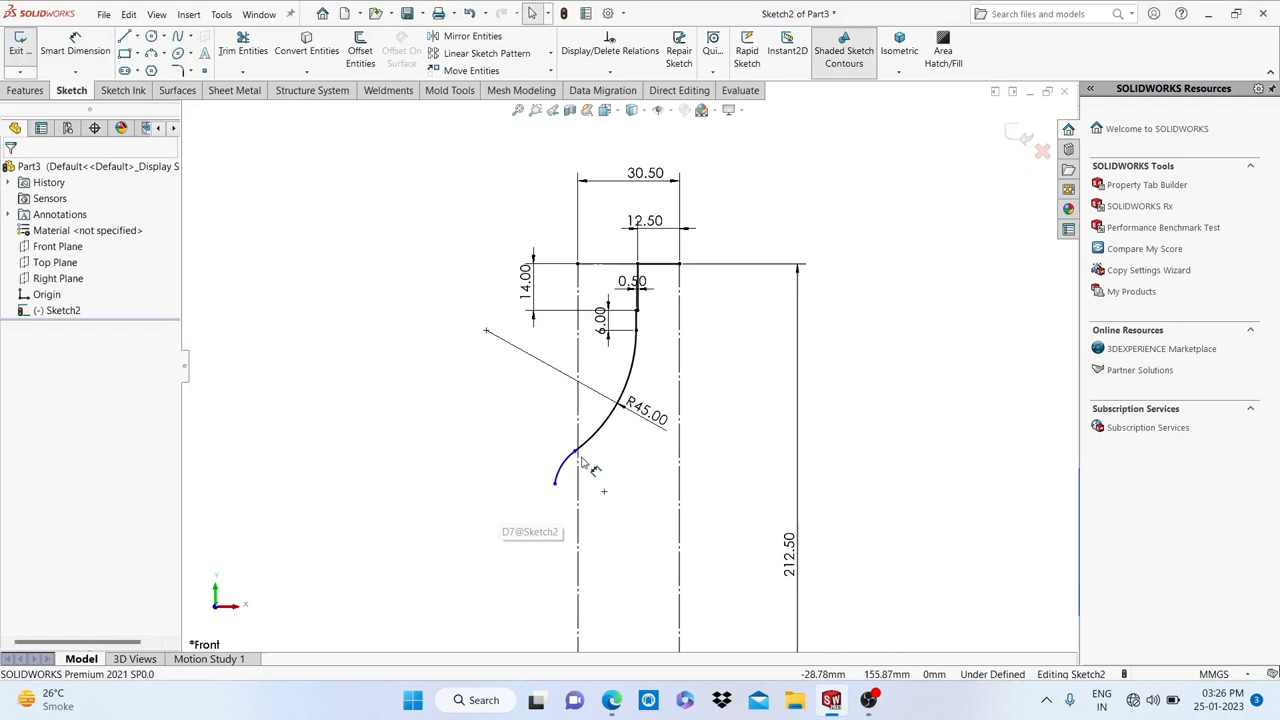 SOLIDWORKS File Edit View Insert Tools Window Sketch2 of Part3 * Search files and models
Exit ... Smart Dimension Trim Entities Convert Entities Offset Entities Offset On Surface Mirror Entities Linear Sketch Pattern Move Entities Display/Delete Relations Repair Sketch Qui... Rapid Sketch Instant2D Shaded Sketch Contours Isometric Area Hatch/Fill
Features Sketch Sketch Ink Surfaces Sheet Metal Structure System Weldments Mold Tools Mesh Modeling Data Migration Direct Editing Render Evaluate
SOLIDWORKS Resources
Part3 (Default<<Default>_Display S
History
Sensors
Annotations
Material <not specified>
Front Plane
Top Plane
Right Plane
Origin
(-) Sketch2
30.50
12.50
14.00
0.50
6.00
R45.00
212.50
D7@Sketch2
Y
X
*Front
Welcome to SOLIDWORKS
SOLIDWORKS Tools
Property Tab Builder
SOLIDWORKS Rx
Performance Benchmark Test
Compare My Score
Copy Settings Wizard
My Products
Online Resources
3DEXPERIENCE Marketplace
Partner Solutions
Subscription Services
Subscription Services
Model 3D Views Motion Study 1
SOLIDWORKS Premium 2021 SP0.0 -28.78mm 155.87mm 0mm Under Defined Editing Sketch2 MMGS
26°C
Smoke
Search
ENG
IN
03:26 PM
25-01-2023
3